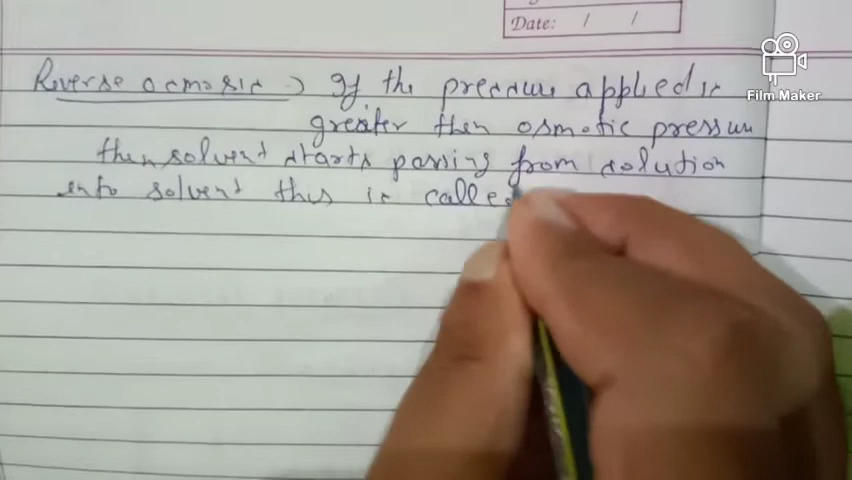 Date: / /
Film Maker
Reverse osmosis → If the pressure applied is
greater then osmotic pressure
then solvent starts passing from solution
into solvent this is called